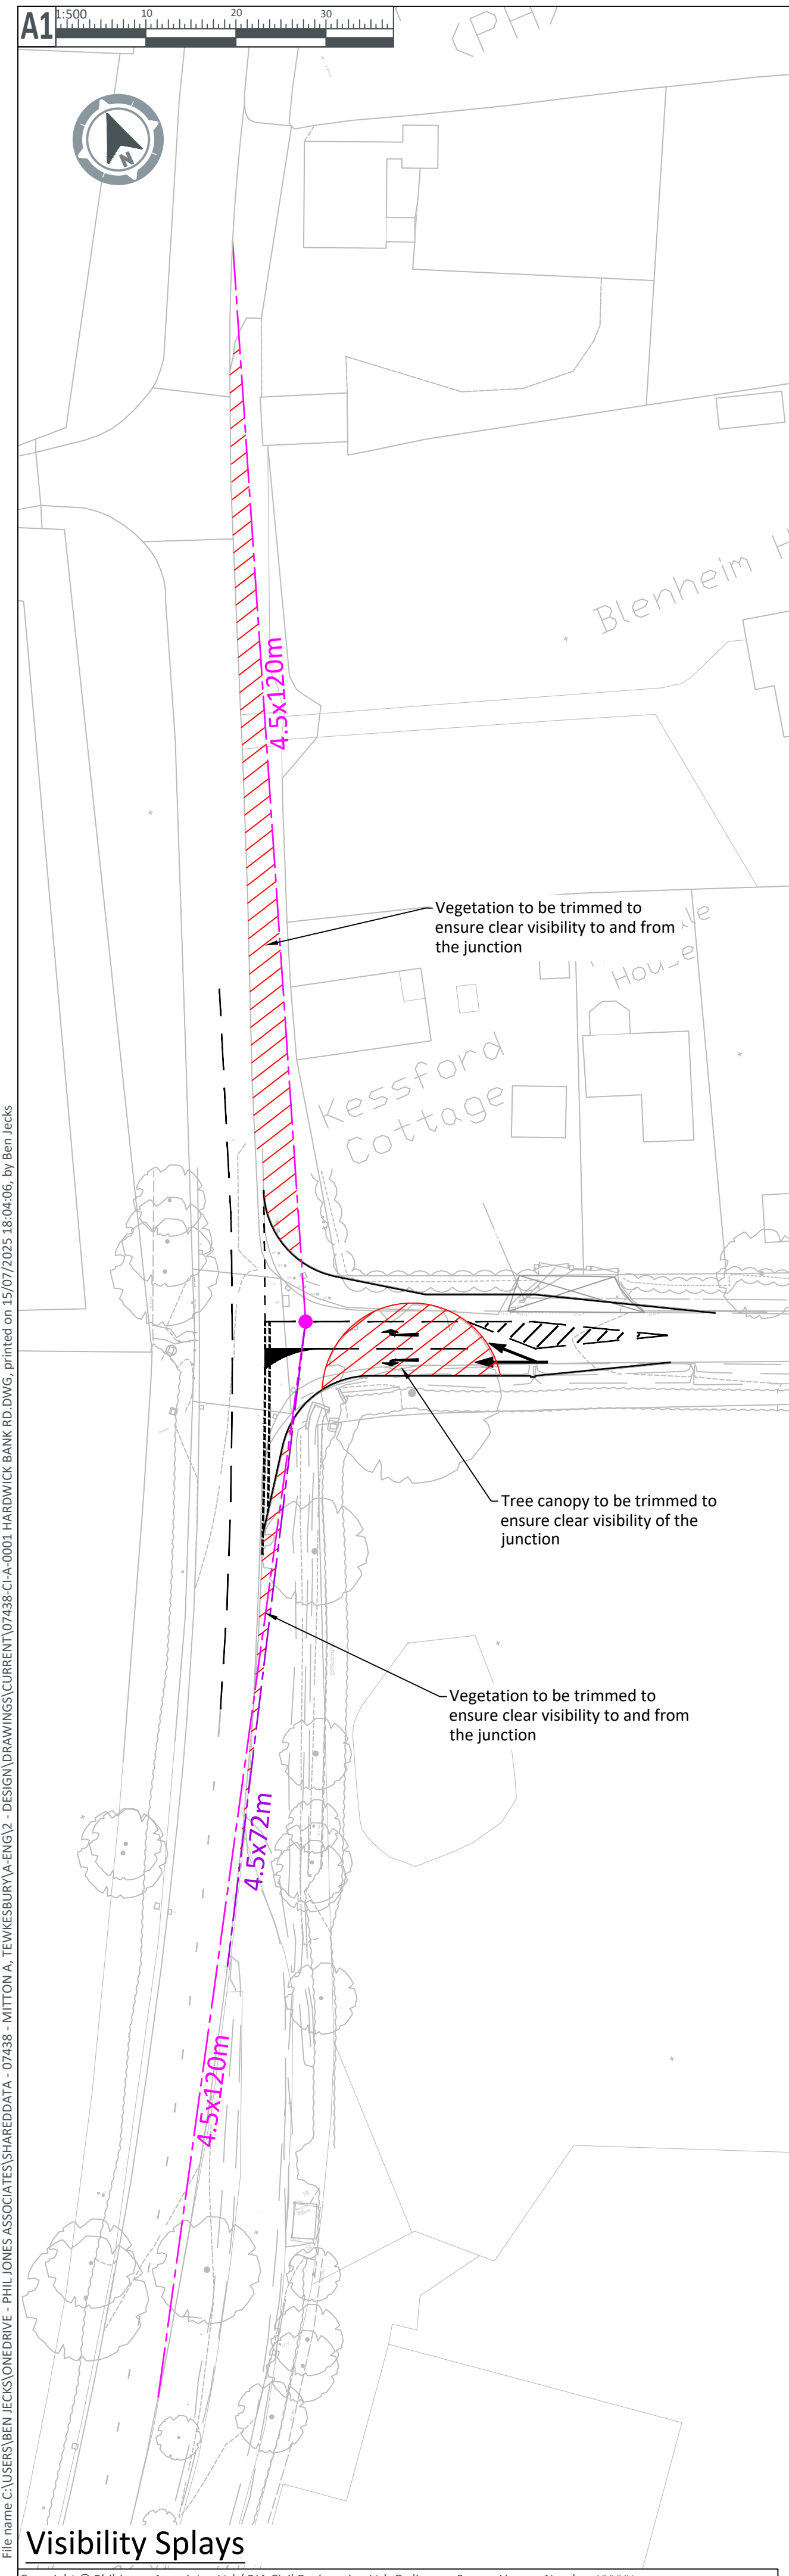 A1
1:500
10
20
30
N
(PH)
Blenheim H
4.5x120m
Vegetation to be trimmed to
ensure clear visibility to and from
the junction
Kessford
Cottage
Tree canopy to be trimmed to
ensure clear visibility of the
junction
Vegetation to be trimmed to
ensure clear visibility to and from
the junction
4.5x72m
4.5x120m
File name C:\USERS\BEN JECKS\ONEDRIVE - PHIL JONES ASSOCIATES\SHAREDDATA - 07438 - MITTON A, TEWKESBURY\A-ENG\2 - DESIGN\DRAWINGS\CURRENT\07438-CI-A-0001 HARDWICK BANK RD.DWG, printed on 15/07/2025 18:04:06, by Ben Jecks
Visibility Splays